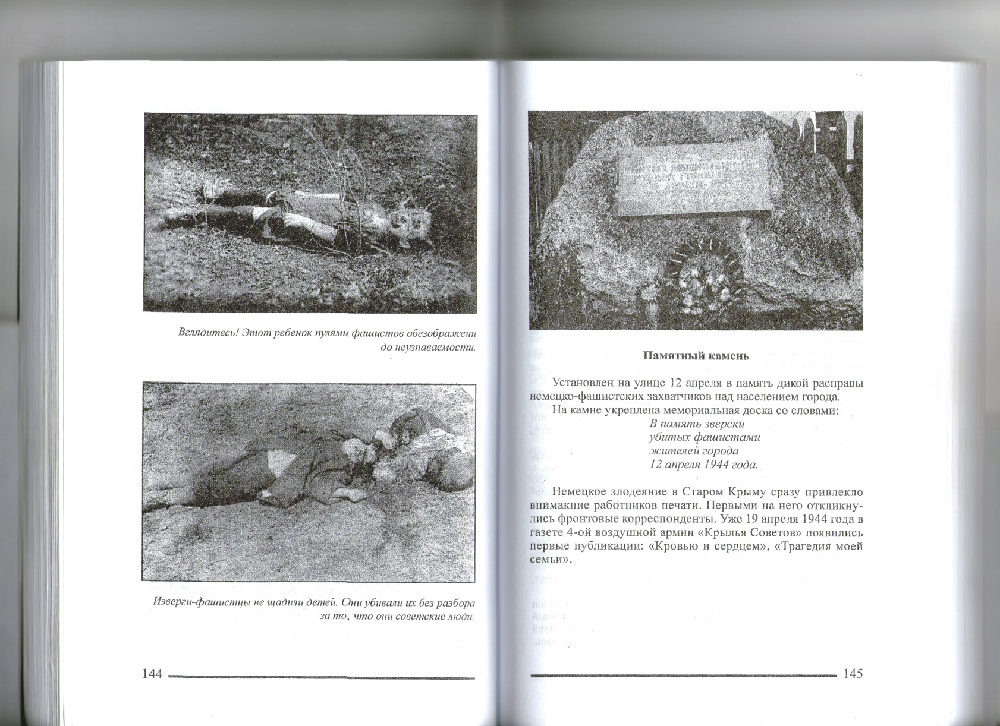 Вглядитесь! Этот ребенок пулями фашистов обезображенн
до неузнаваемости.
Изверги-фашистцы не щадили детей. Они убивали их без разбора
за то„ что они советские люди.
144
Памятный камень
Установлен на улице 12 апреля в память дикой расправы
немецко-фашистских захватчиков над населением города.
На камне укреплена мемориальная доска со словами:
В память зверски
убитых фашистами
жителей города
12 апреля 1944 года.
Немецкое злодеяние в Старом Крыму сразу привлекло
внимакние работников печати. Первыми на него откликну-
лись фронтовые корреспонденты. Уже 19 апреля 1944 года в
газете 4-ой воздушной армии «Крылья Советов» появились
первые публикации: «Кровью и сердцем», «Трагедия моей
семьи».
145